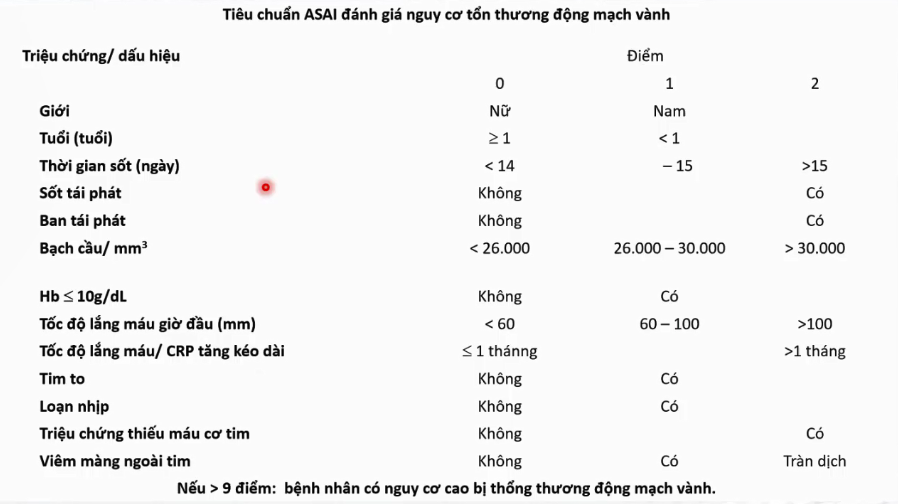 Tiêu chuẩn ASAI đánh giá nguy cơ tổn thương động mạch vành
Triệu chứng/ dấu hiệu Điểm
0 1 2
Giới Nữ Nam
Tuổi (tuổi) ≥ 1 < 1
Thời gian sốt (ngày) < 14 – 15 >15
Sốt tái phát Không Có
Ban tái phát Không Có
Bạch cầu/ mm³ < 26.000 26.000 – 30.000 > 30.000
Hb ≤ 10g/dL Không Có
Tốc độ lắng máu giờ đầu (mm) < 60 60 – 100 >100
Tốc độ lắng máu/ CRP tăng kéo dài ≤ 1 thánng >1 tháng
Tim to Không Có
Loạn nhịp Không Có
Triệu chứng thiếu máu cơ tim Không Có
Viêm màng ngoài tim Không Có Tràn dịch
Nếu > 9 điểm: bệnh nhân có nguy cơ cao bị thổng thương động mạch vành.